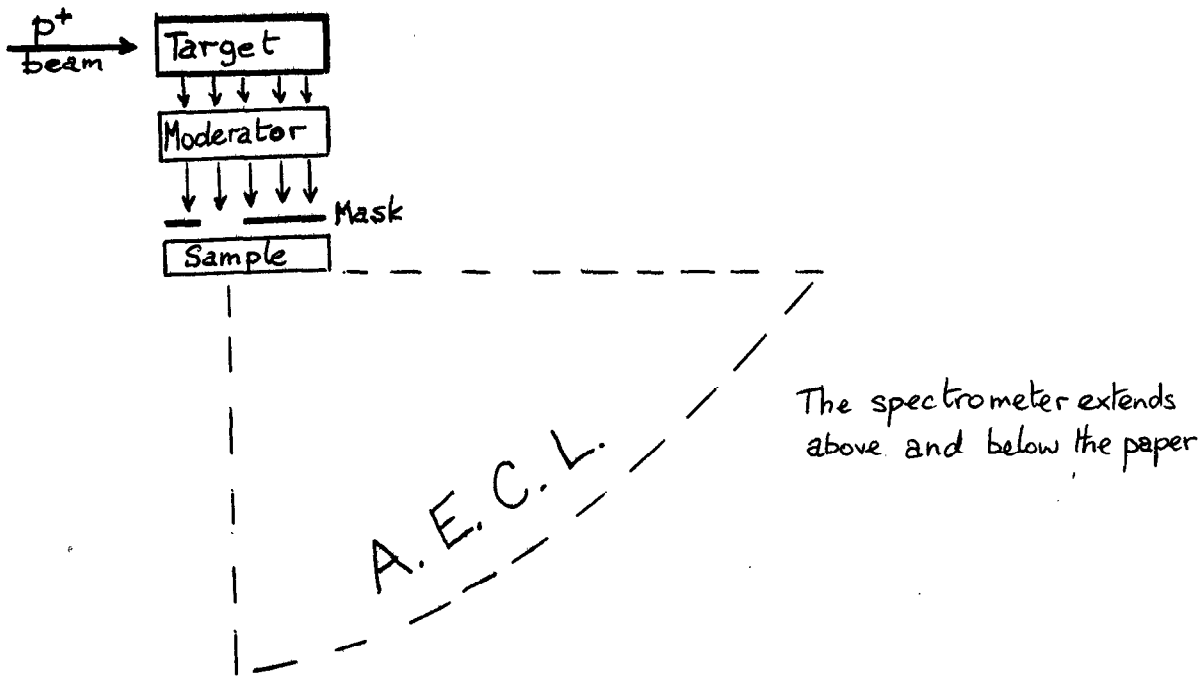 p+
beam
Target
Moderator
Mask
Sample
The spectrometer extends
above and below the paper
A. E. C. L.